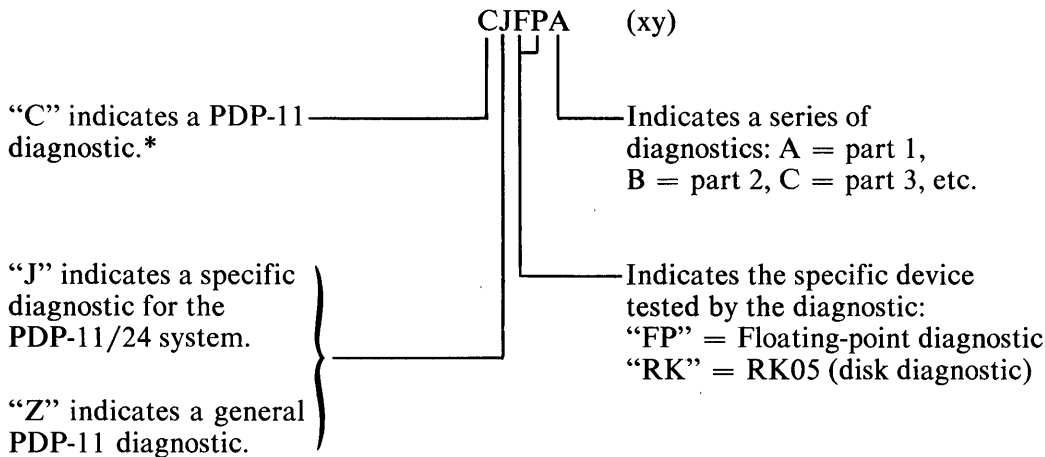 CJFPA (xy)
“C” indicates a PDP-11
diagnostic.*
Indicates a series of
diagnostics: A = part 1,
B = part 2, C = part 3, etc.
“J” indicates a specific
diagnostic for the
PDP-11/24 system.
“Z” indicates a general
PDP-11 diagnostic.
Indicates the specific device
tested by the diagnostic:
“FP” = Floating-point diagnostic
“RK” = RK05 (disk diagnostic)